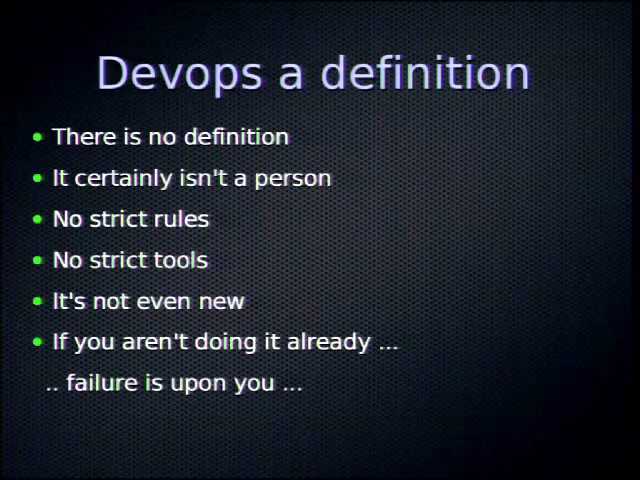 Devops a definition
• There is no definition
• It certainly isn't a person
• No strict rules
• No strict tools
• It's not even new
• If you aren't doing it already ...
.. failure is upon you ...